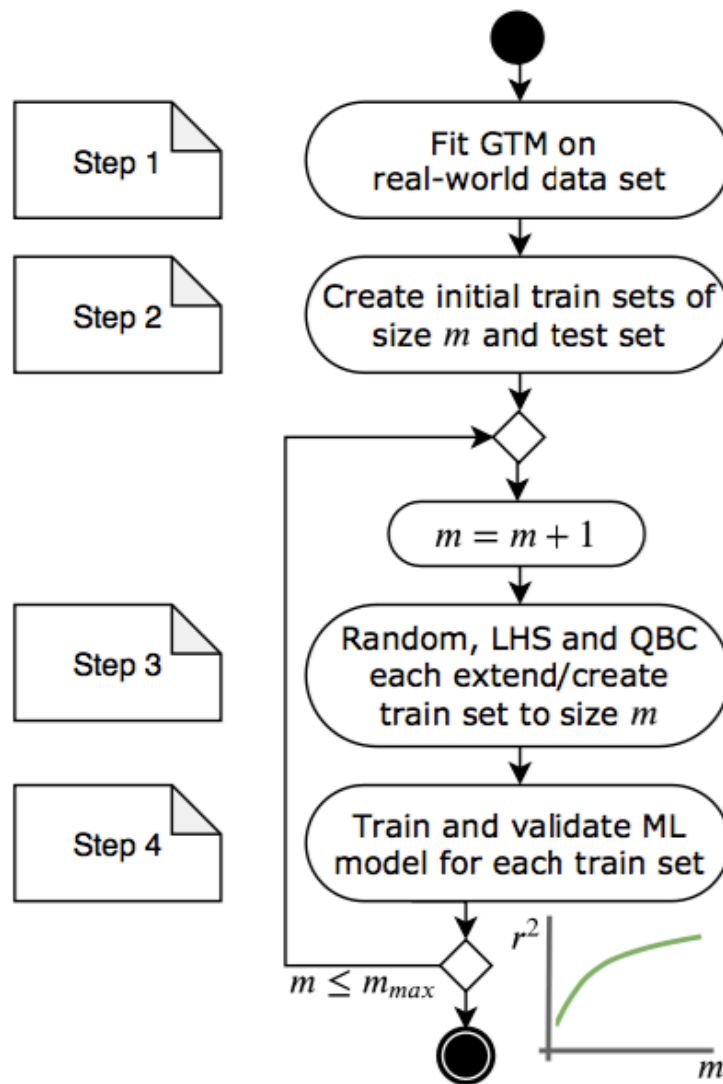 Step 1
Fit GTM on
real-world data set
Step 2
Create initial train sets of
size m and test set
m = m + 1
Step 3
Random, LHS and QBC
each extend/create
train set to size m
Step 4
Train and validate ML
model for each train set
m ≤ m_max
r²
m